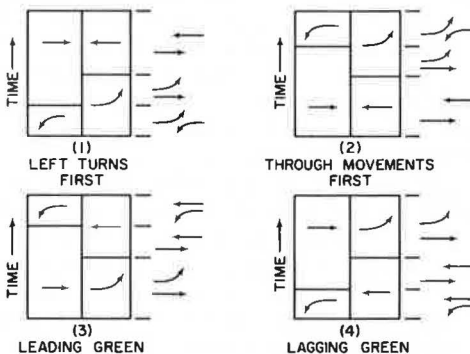 TIME
(1)
LEFT TURNS
FIRST
TIME
(2)
THROUGH MOVEMENTS
FIRST
TIME
(3)
LEADING GREEN
TIME
(4)
LAGGING GREEN